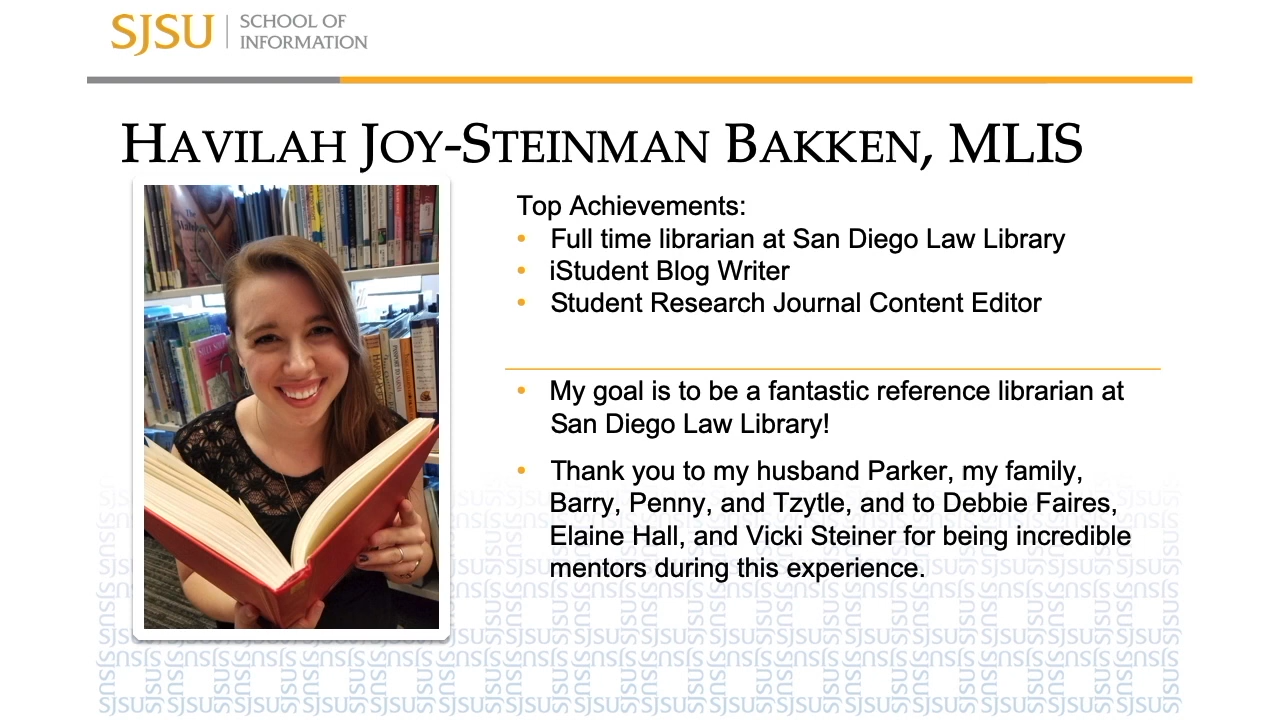 SJSU SCHOOL OF
INFORMATION
HAVILAH JOY-STEINMAN BAKKEN, MLIS
Top Achievements:
• Full time librarian at San Diego Law Library
• iStudent Blog Writer
• Student Research Journal Content Editor
• My goal is to be a fantastic reference librarian at
San Diego Law Library!
• Thank you to my husband Parker, my family,
Barry, Penny, and Tzytle, and to Debbie Faires,
Elaine Hall, and Vicki Steiner for being incredible
mentors during this experience.